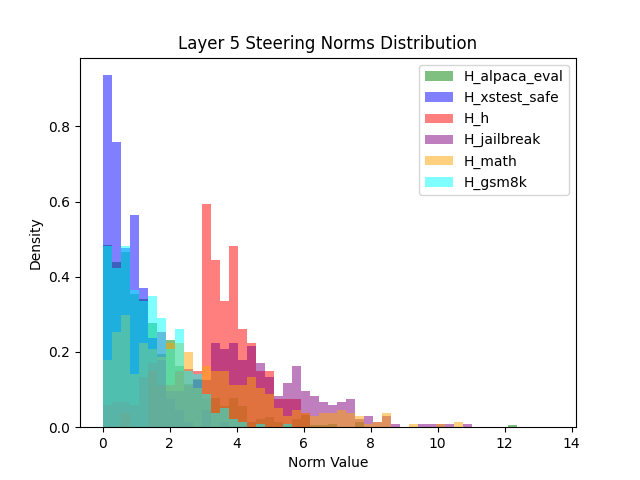 Layer 5 Steering Norms Distribution
H_alpaca_eval
H_xstest_safe
H_h
H_jailbreak
H_math
H_gsm8k
Density
0.8
0.6
0.4
0.2
0.0
0 2 4 6 8 10 12 14
Norm Value